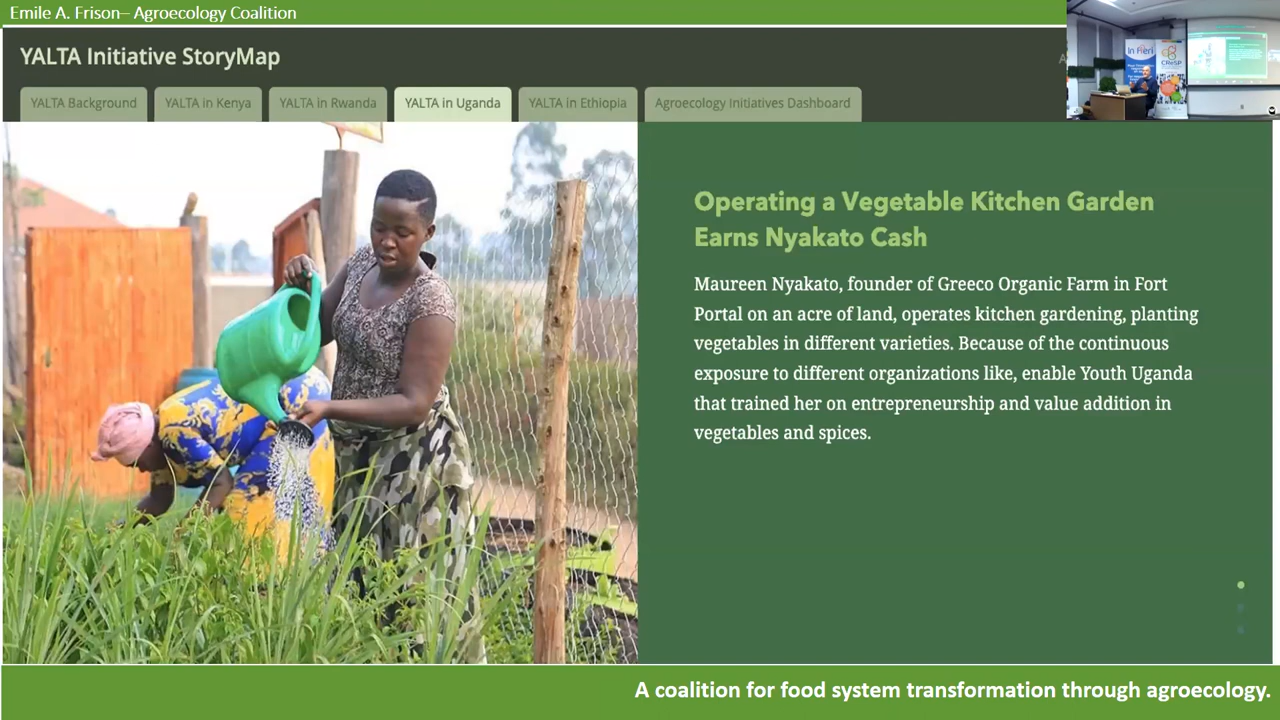 Emile A. Frison– Agroecology Coalition
YALTA Initiative StoryMap
YALTA Background
YALTA in Kenya
YALTA in Rwanda
YALTA in Uganda
YALTA in Ethiopia
Agroecology Initiatives Dashboard
In Fieri
CReSP
Operating a Vegetable Kitchen Garden
Earns Nyakato Cash
Maureen Nyakato, founder of Greeco Organic Farm in Fort
Portal on an acre of land, operates kitchen gardening, planting
vegetables in different varieties. Because of the continuous
exposure to different organizations like, enable Youth Uganda
that trained her on entrepreneurship and value addition in
vegetables and spices.
A coalition for food system transformation through agroecology.